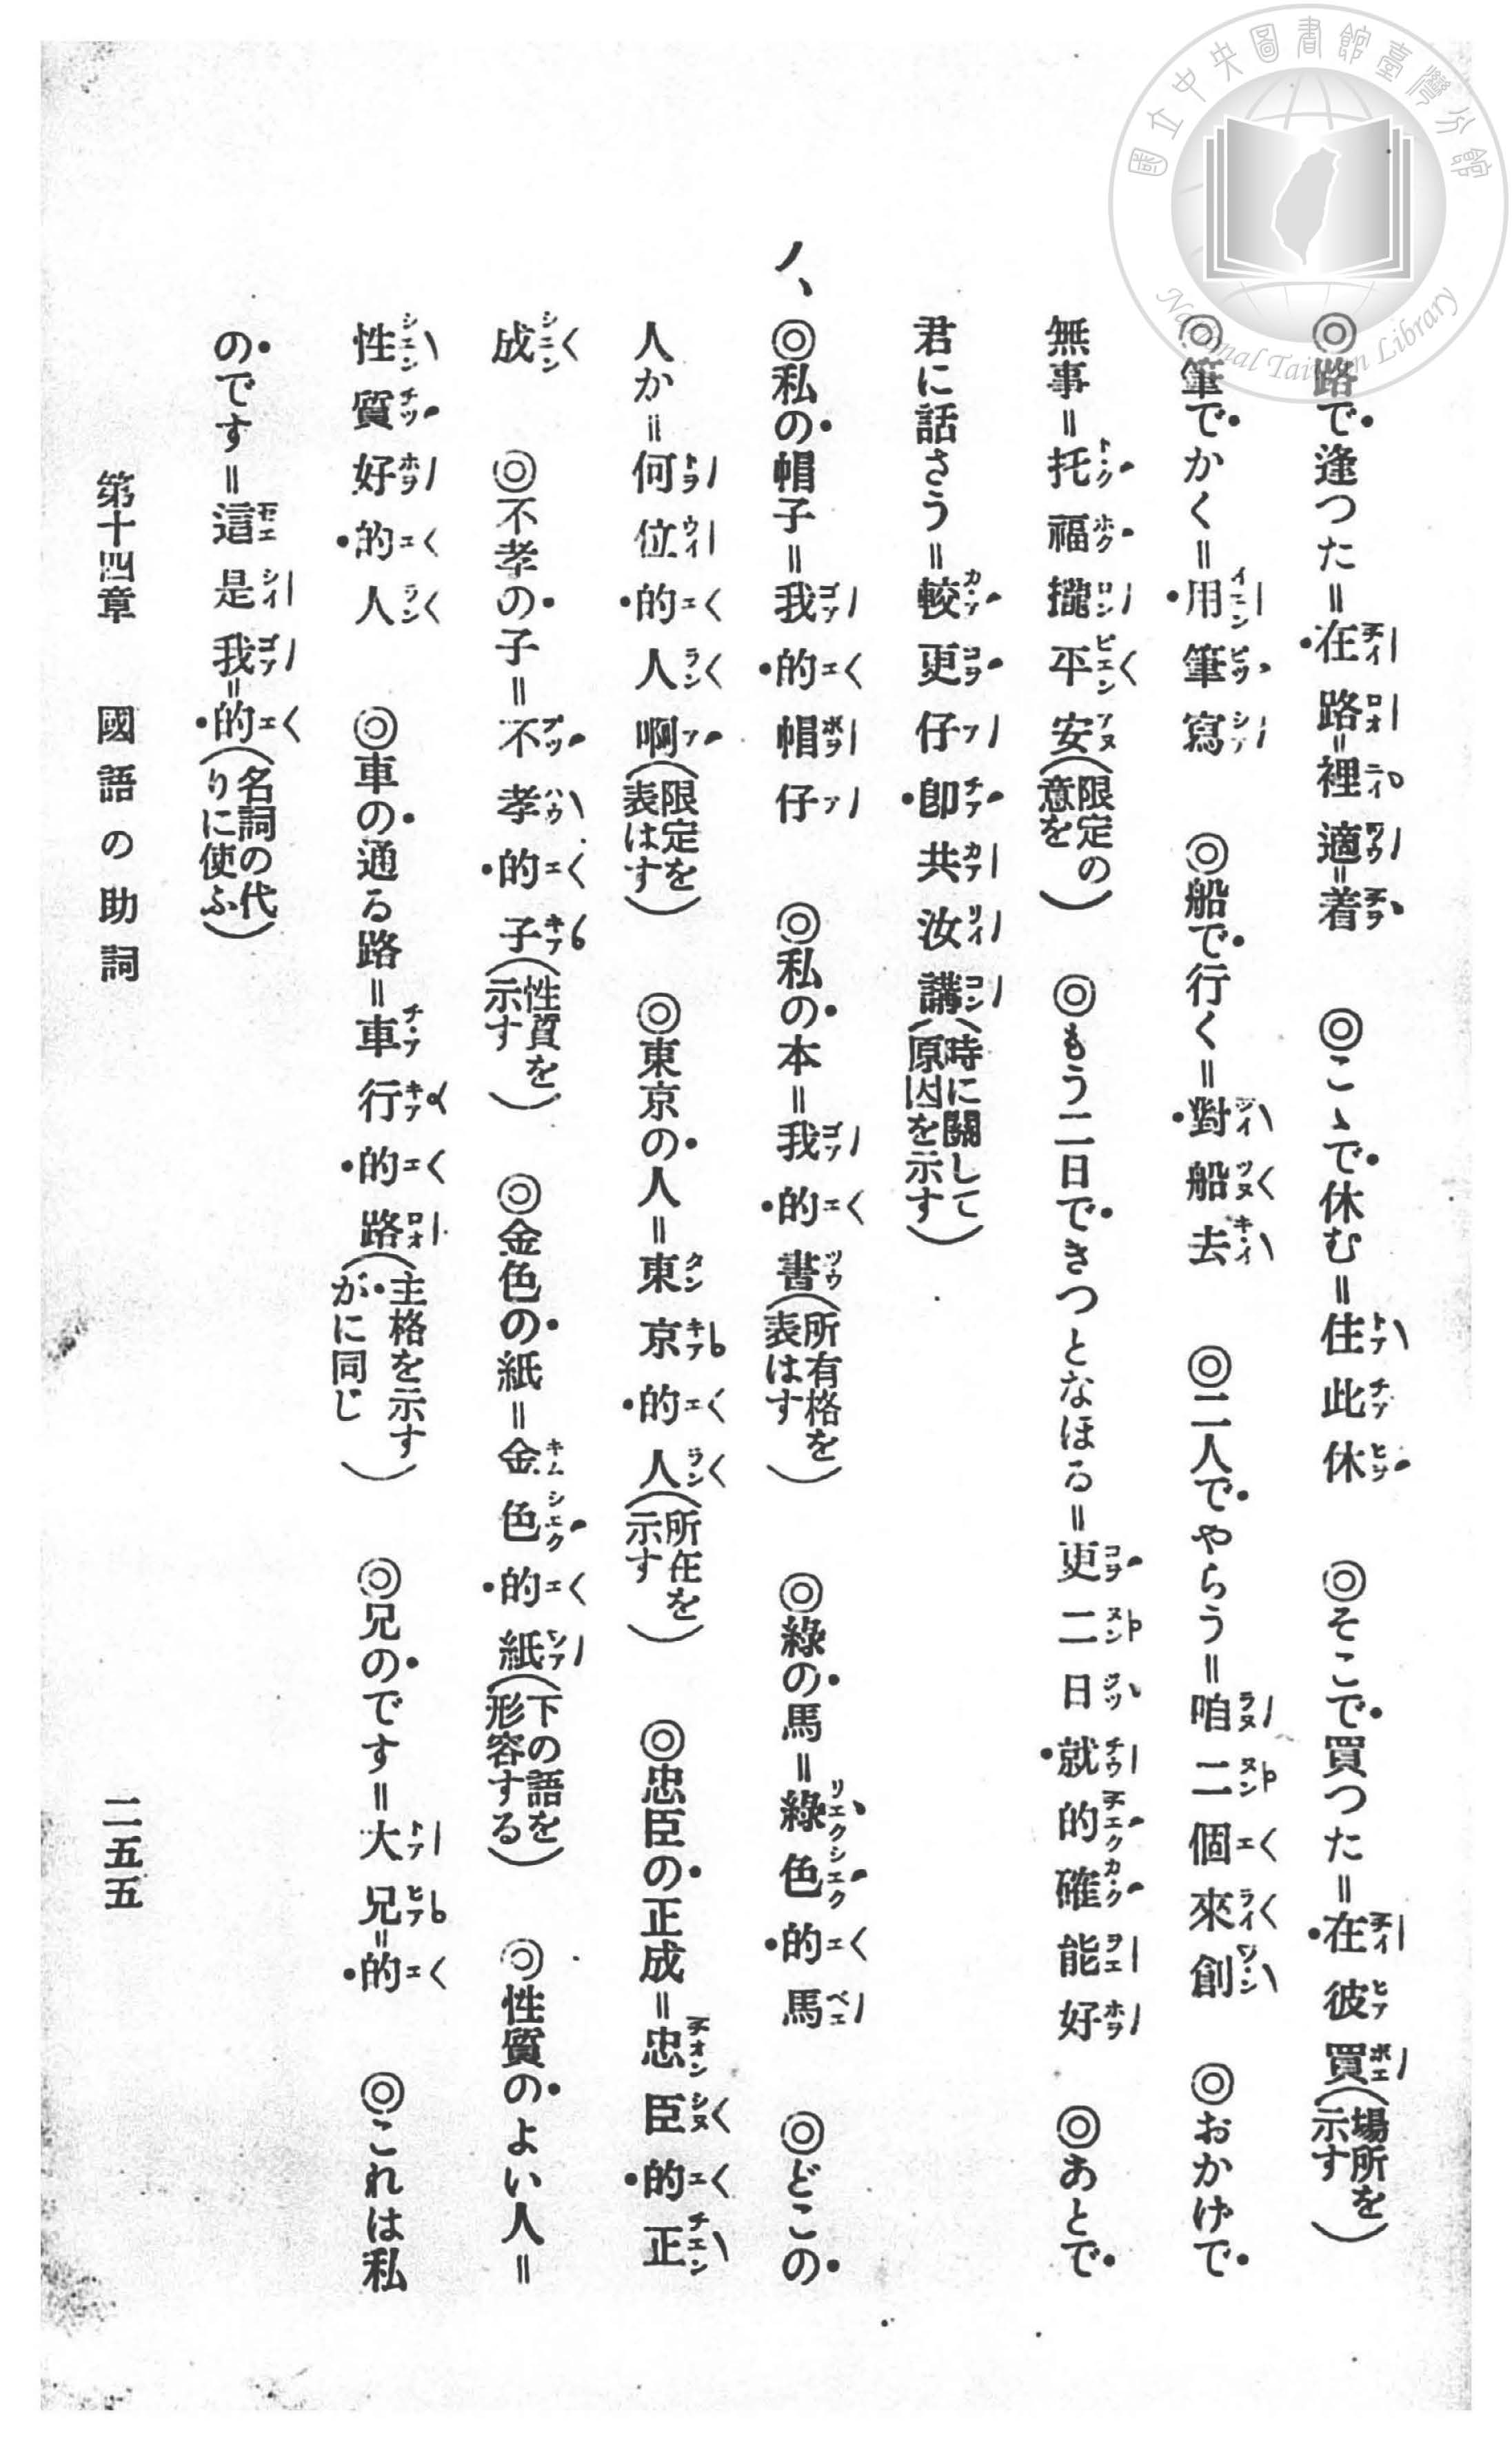 國立中央圖書館臺灣分館
National Taiwan Library
◎路で逢つた＝在路＝裡適＝着　◎こゝで休む＝住此休　◎そこで買つた＝在彼買（場所を示す）
◎筆でかく＝用筆寫　◎船で行く＝對船去　◎二人でやらう＝咱二個來創　◎おかげで
無事＝托福攏平安（限定の意を）　◎もう二日できつとなほる＝更二日就的確能好　◎あとで
君に話さう＝較更仔卽共汝講（時に關して原因を示す）
ノ、◎私の帽子＝我的帽仔　◎私の本＝我的書（所有格を表はす）　◎綠の馬＝綠色的馬　◎どこの
人か＝何位的人啊（限定を表はす）　◎東京の人＝東京的人（所在を示す）　◎忠臣の正成＝忠臣的正
成　◎不孝の子＝不孝的子（性質を示す）　◎金色の紙＝金色的紙（下の語を形容する）　◎性質のよい人＝
性質好的人　◎車の通る路＝車行的路（主格を示すがに同じ）　◎兄のです＝大兄＝的　◎これは私
のです＝這是我＝的（名詞の代りに使ふ）
第十四章　國語の助詞　二五五